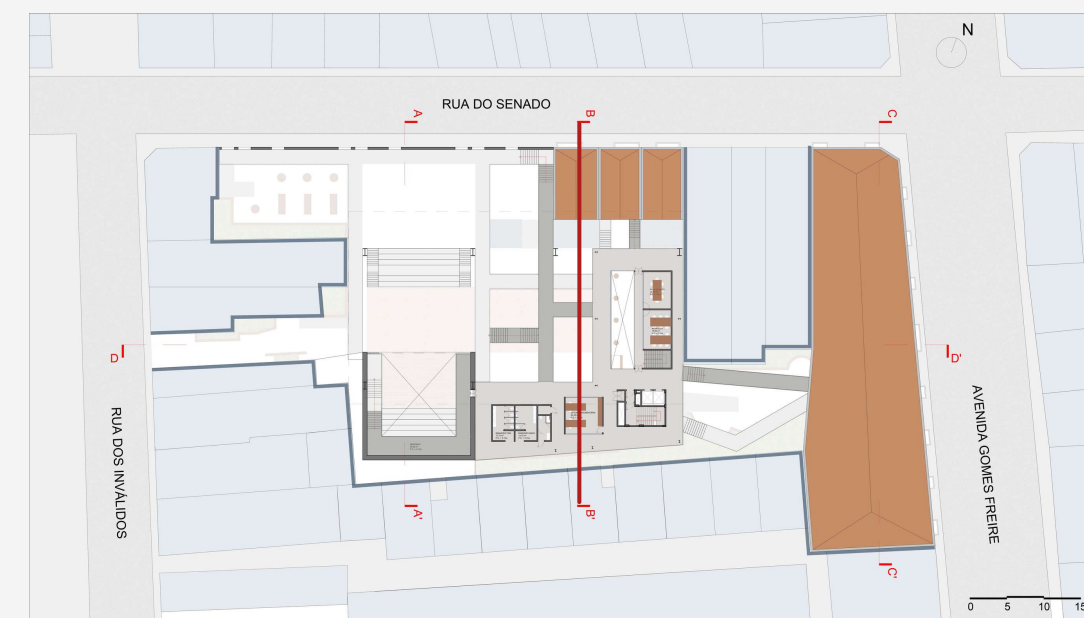 N
RUA DO SENADO
A
B
C
D
D'
RUA DOS INVÁLIDOS
AVENIDA GOMES FREIRE
A'
B'
C'
0 5 10 15